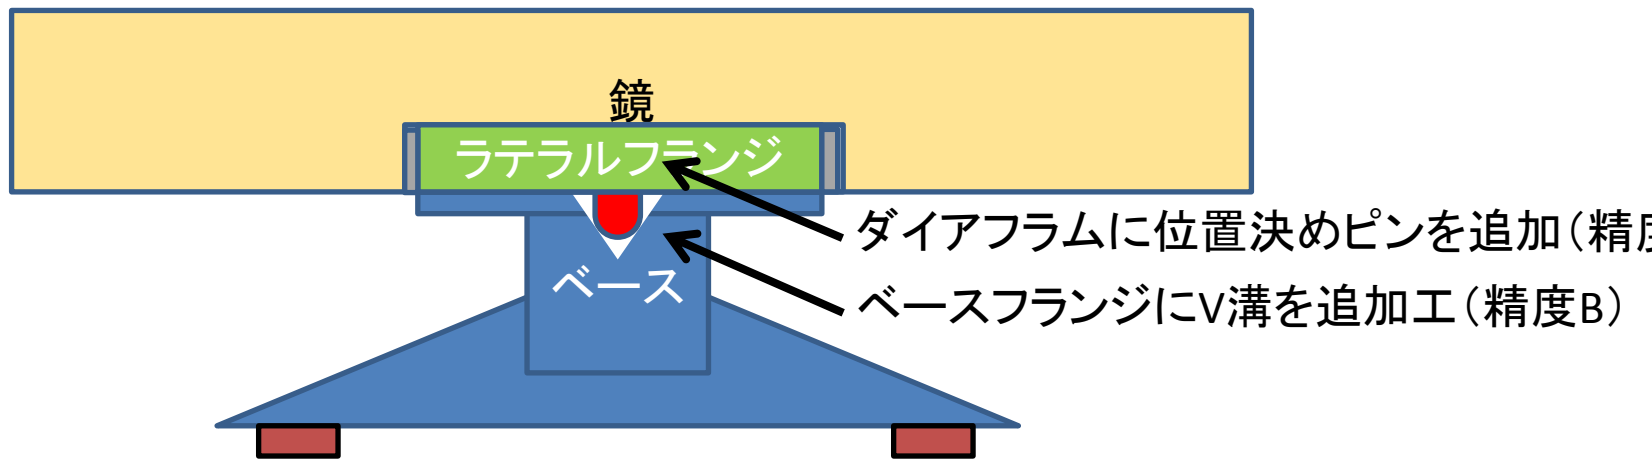 鏡
ラテラルフランジ
ダイアフラムに位置決めピンを追加（精度
ベース
ベースフランジにV溝を追加工（精度B）